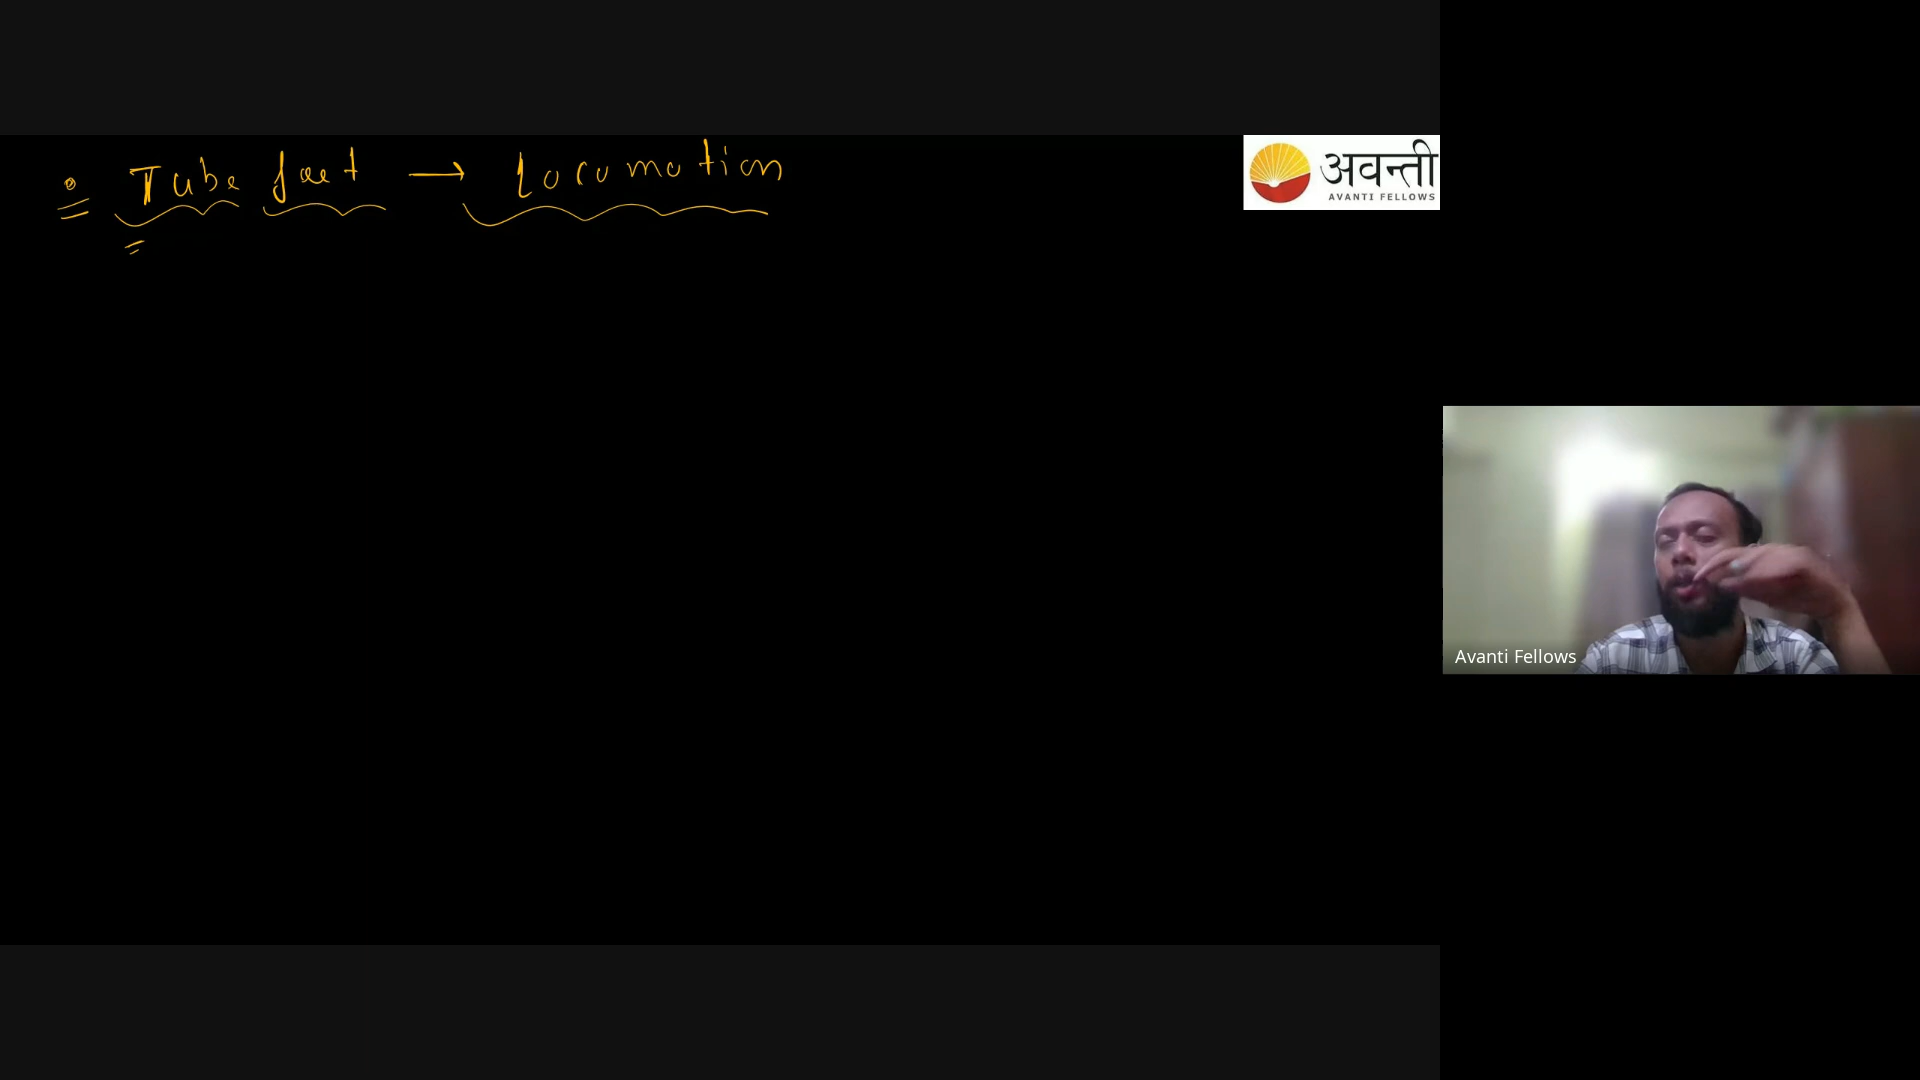 Tube feet → Locomotion
अवन्ती
AVANTI FELLOWS
Avanti Fellows